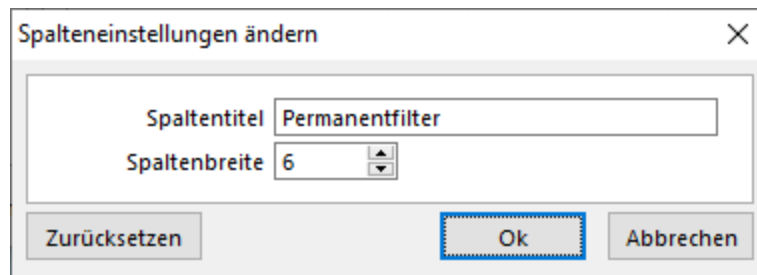 Spalteneinstellungen ändern
Spaltentitel Permanentfilter
Spaltenbreite 6
Zurücksetzen Ok Abbrechen